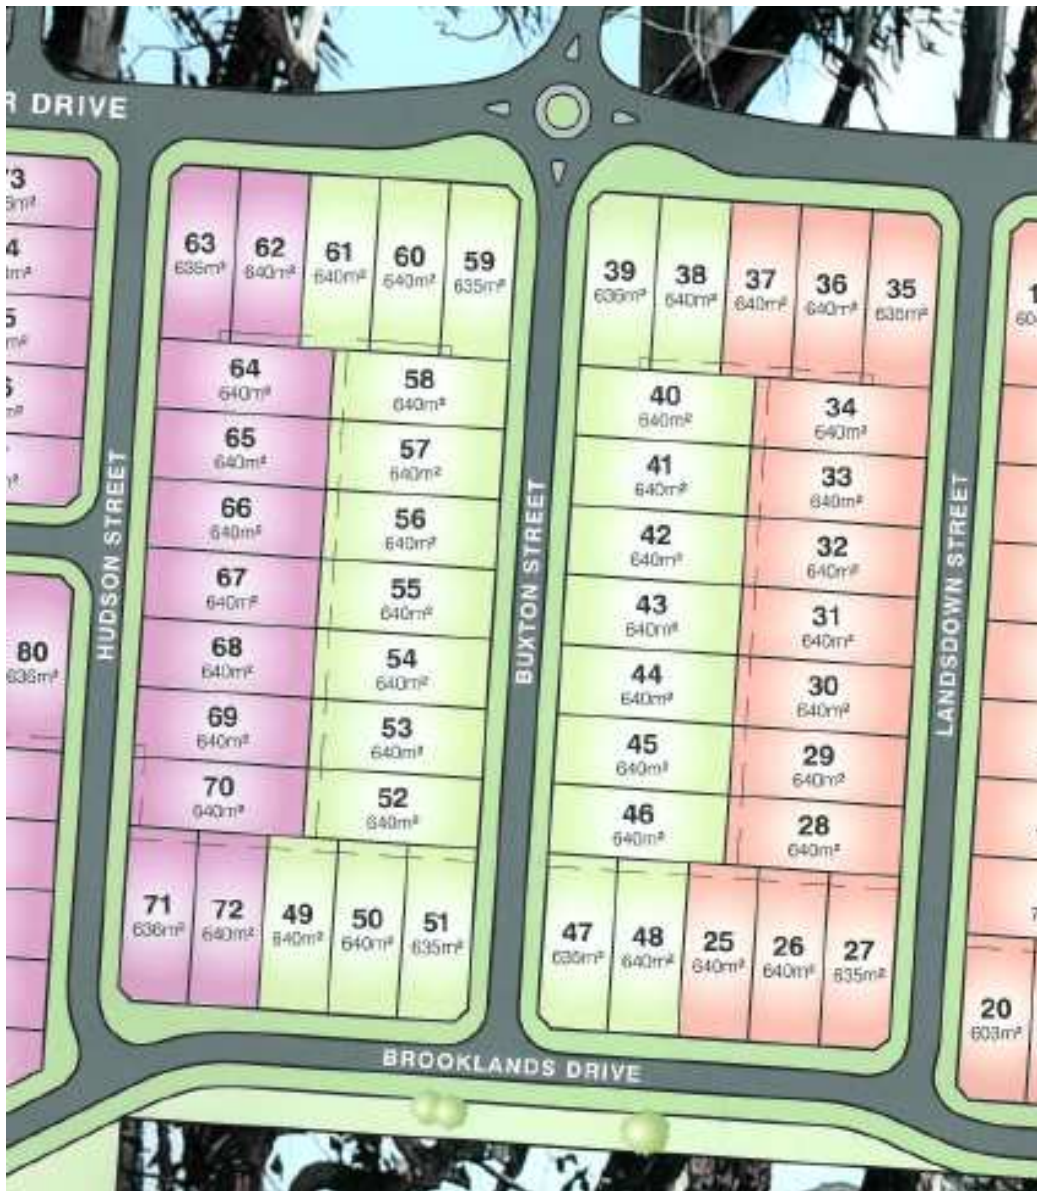 R DRIVE
63
635m²
62
640m²
61
640m²
60
640m²
59
635m²
39
636m²
38
640m²
37
640m²
36
640m²
35
635m²
64
640m²
58
640m²
40
640m²
34
640m²
65
640m²
57
640m²
41
640m²
33
640m²
66
640m²
56
640m²
42
640m²
32
640m²
67
640m²
55
640m²
43
640m²
31
640m²
68
640m²
54
640m²
44
640m²
30
640m²
69
640m²
53
640m²
45
640m²
29
640m²
70
640m²
52
640m²
46
640m²
28
640m²
71
636m²
72
640m²
49
640m²
50
640m²
51
635m²
47
636m²
48
640m²
25
640m²
26
640m²
27
635m²
80
636m²
20
603m²
HUDSON STREET
BUXTON STREET
LANDSDOWN STREET
BROOKLANDS DRIVE